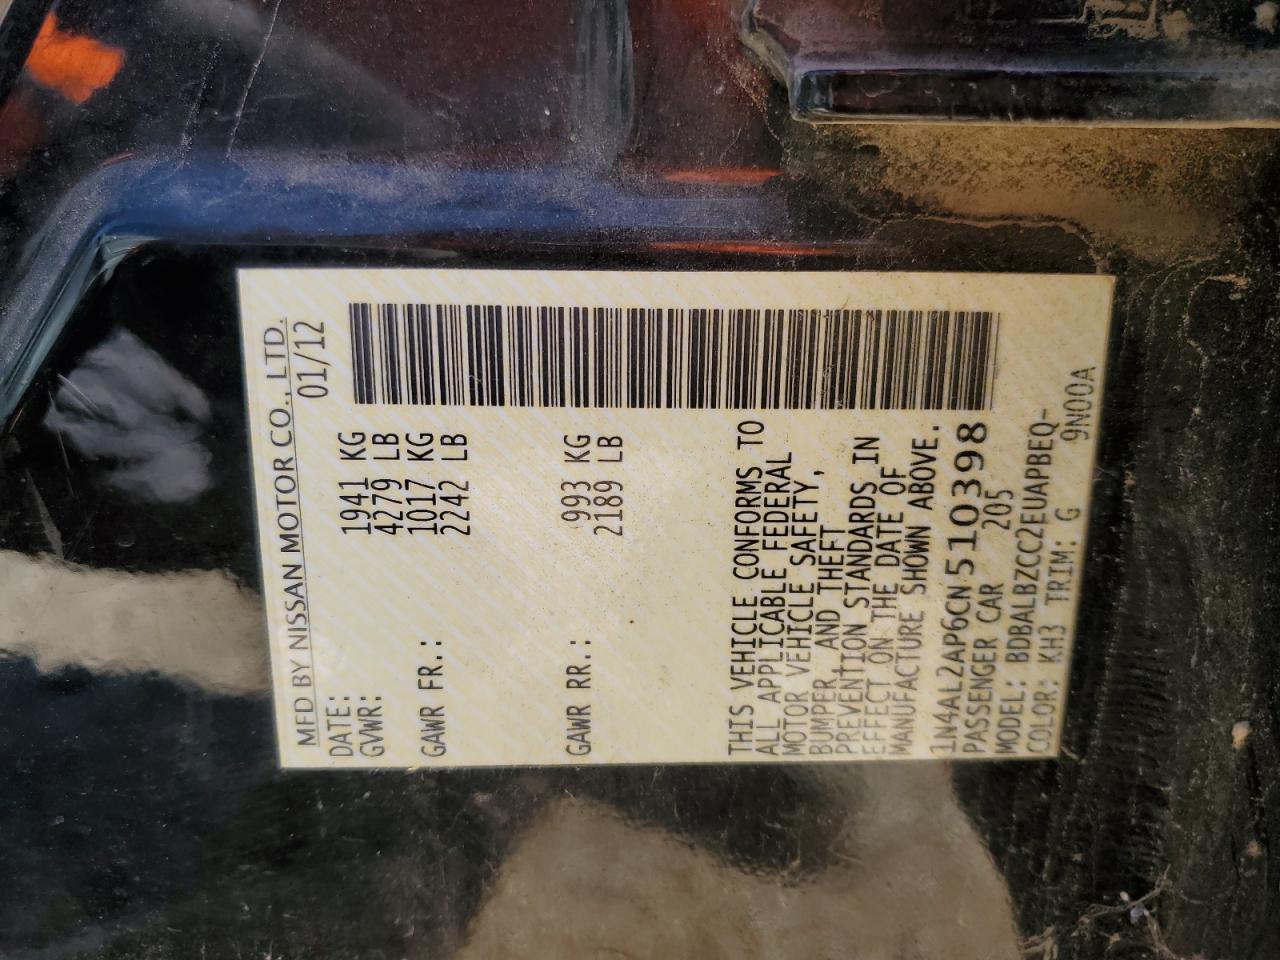 MFD BY NISSAN MOTOR CO., LTD.
DATE: 01/12
GVWR: 1941 KG
4279 LB
GAWR FR.: 1017 KG
2242 LB
GAWR RR.: 993 KG
2189 LB
THIS VEHICLE CONFORMS TO
ALL APPLICABLE FEDERAL
MOTOR VEHICLE SAFETY,
BUMPER, AND THEFT
PREVENTION STANDARDS IN
EFFECT ON THE DATE OF
MANUFACTURE SHOWN ABOVE.
1N4AL2AP6CN510398
PASSENGER CAR 205
MODEL: BDBALBZCC2EUAPBEQ-
COLOR: KH3 TRIM: G 9N00A